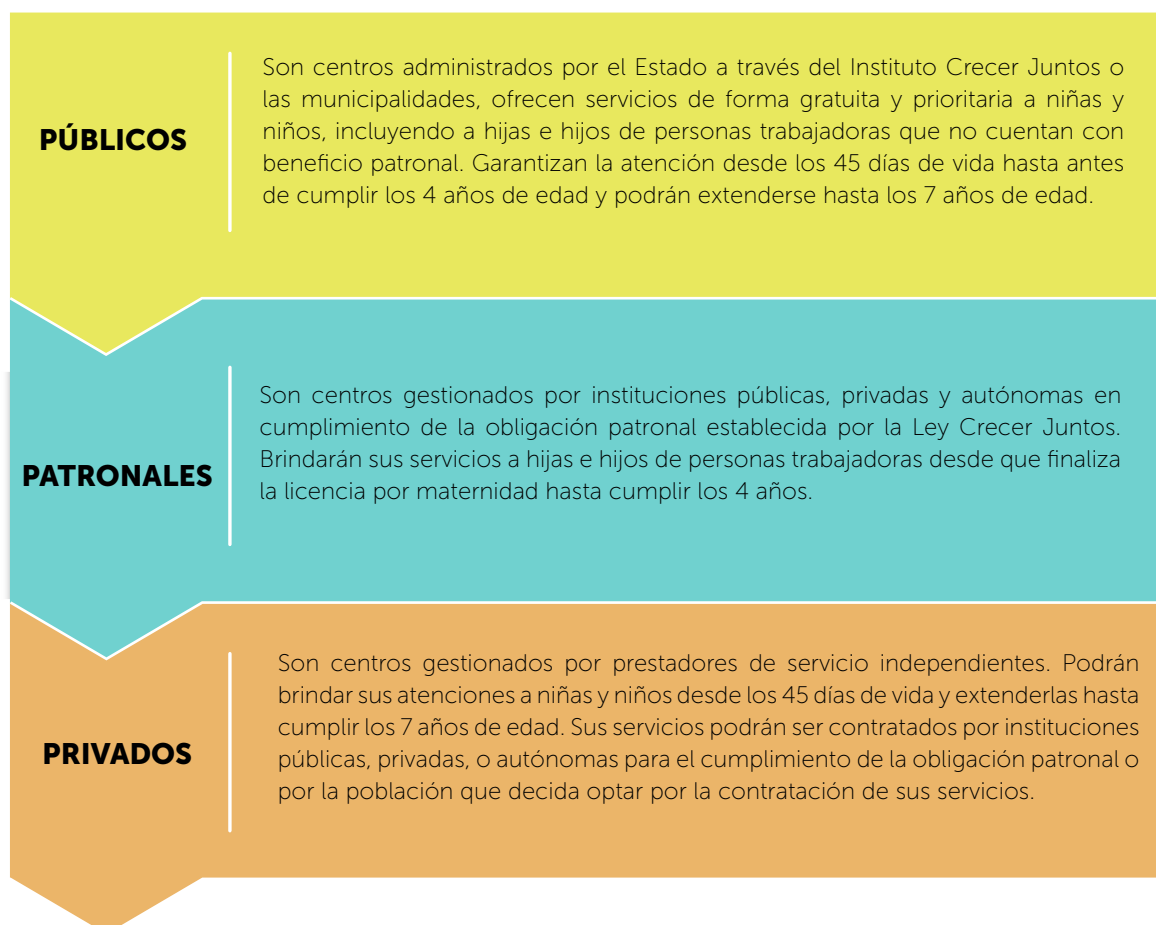 PÚBLICOS
Son centros administrados por el Estado a través del Instituto Crecer Juntos o
las municipalidades, ofrecen servicios de forma gratuita y prioritaria a niñas y
niños, incluyendo a hijas e hijos de personas trabajadoras que no cuentan con
beneficio patronal. Garantizan la atención desde los 45 días de vida hasta antes
de cumplir los 4 años de edad y podrán extenderse hasta los 7 años de edad.
PATRONALES
Son centros gestionados por instituciones públicas, privadas y autónomas en
cumplimiento de la obligación patronal establecida por la Ley Crecer Juntos.
Brindarán sus servicios a hijas e hijos de personas trabajadoras desde que finaliza
la licencia por maternidad hasta cumplir los 4 años.
PRIVADOS
Son centros gestionados por prestadores de servicio independientes. Podrán
brindar sus atenciones a niñas y niños desde los 45 días de vida y extenderlas hasta
cumplir los 7 años de edad. Sus servicios podrán ser contratados por instituciones
públicas, privadas, o autónomas para el cumplimiento de la obligación patronal o
por la población que decida optar por la contratación de sus servicios.